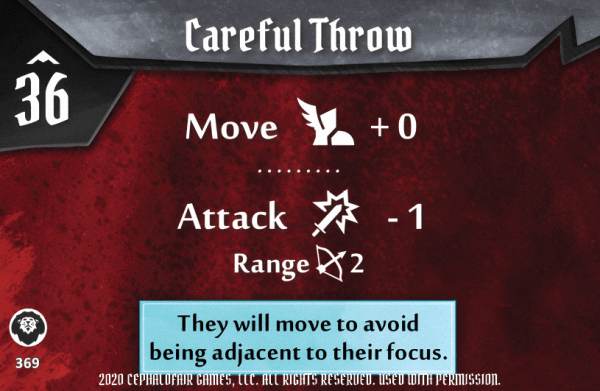 Careful Throw
36
Move + 0
Attack - 1
Range 2
They will move to avoid
being adjacent to their focus.
369
2020 CEPHALOFAIR GAMES, LLC. ALL RIGHTS RESERVED. USED WITH PERMISSION.